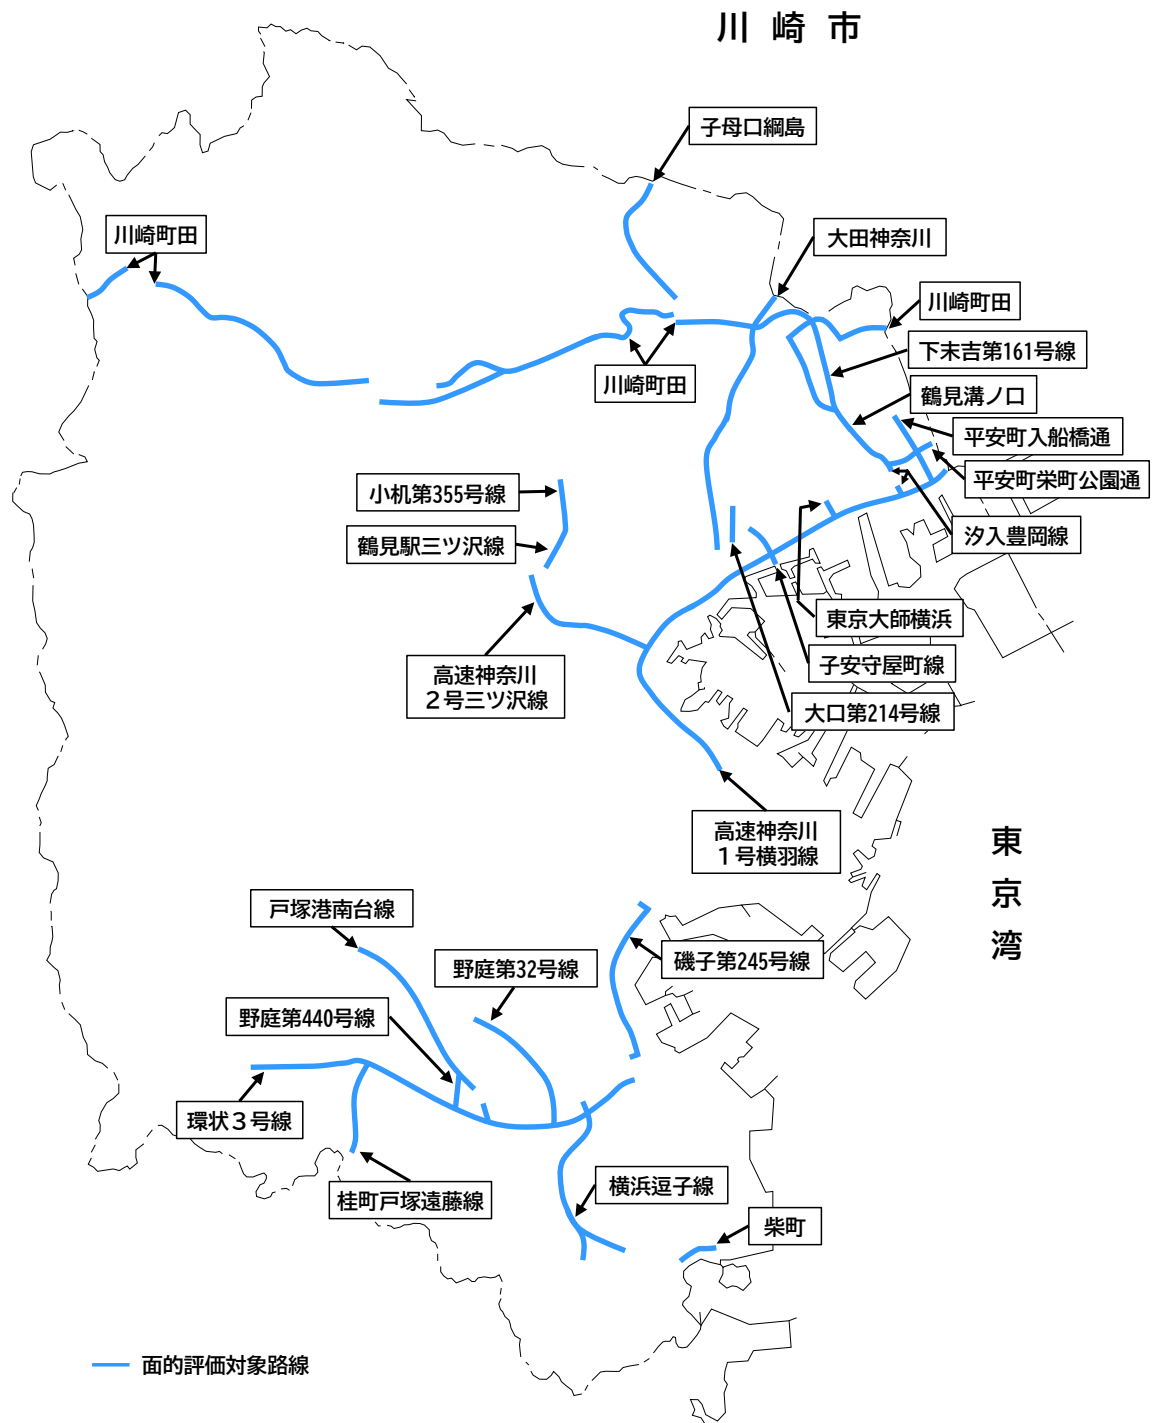 川崎市
子母口綱島
川崎町田
大田神奈川
川崎町田
下末吉第161号線
川崎町田
鶴見溝ノ口
平安町入船橋通
平安町栄町公園通
小机第355号線
汐入豊岡線
鶴見駅三ツ沢線
東京大師横浜
子安守屋町線
高速神奈川
２号三ツ沢線
大口第214号線
高速神奈川
１号横羽線
東京湾
戸塚港南台線
磯子第245号線
野庭第32号線
野庭第440号線
環状３号線
桂町戸塚遠藤線
横浜逗子線
柴町
面的評価対象路線